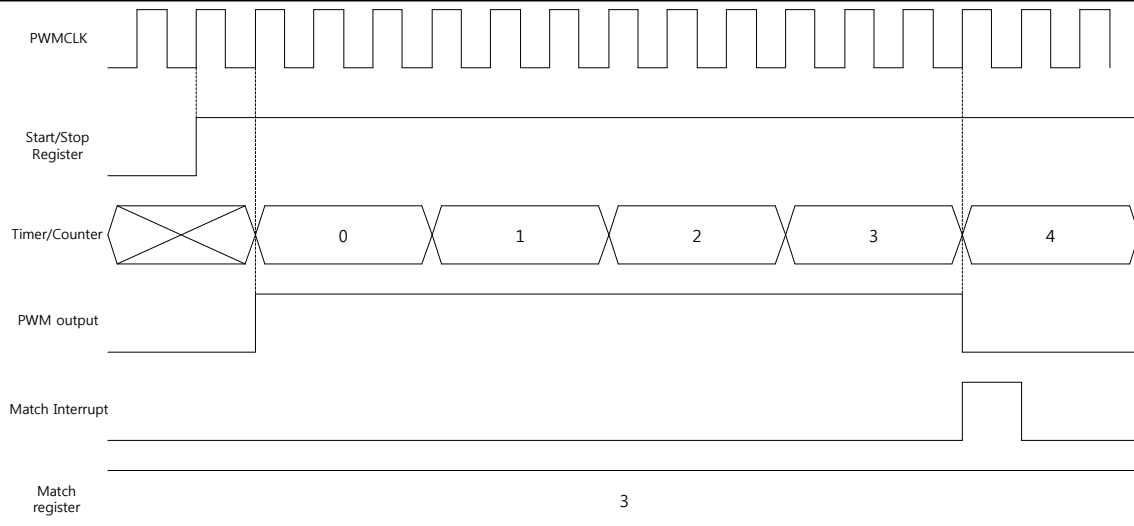 PWMCLK
Start/Stop
Register
Timer/Counter
0 1 2 3 4
PWM output
Match Interrupt
Match
register
3